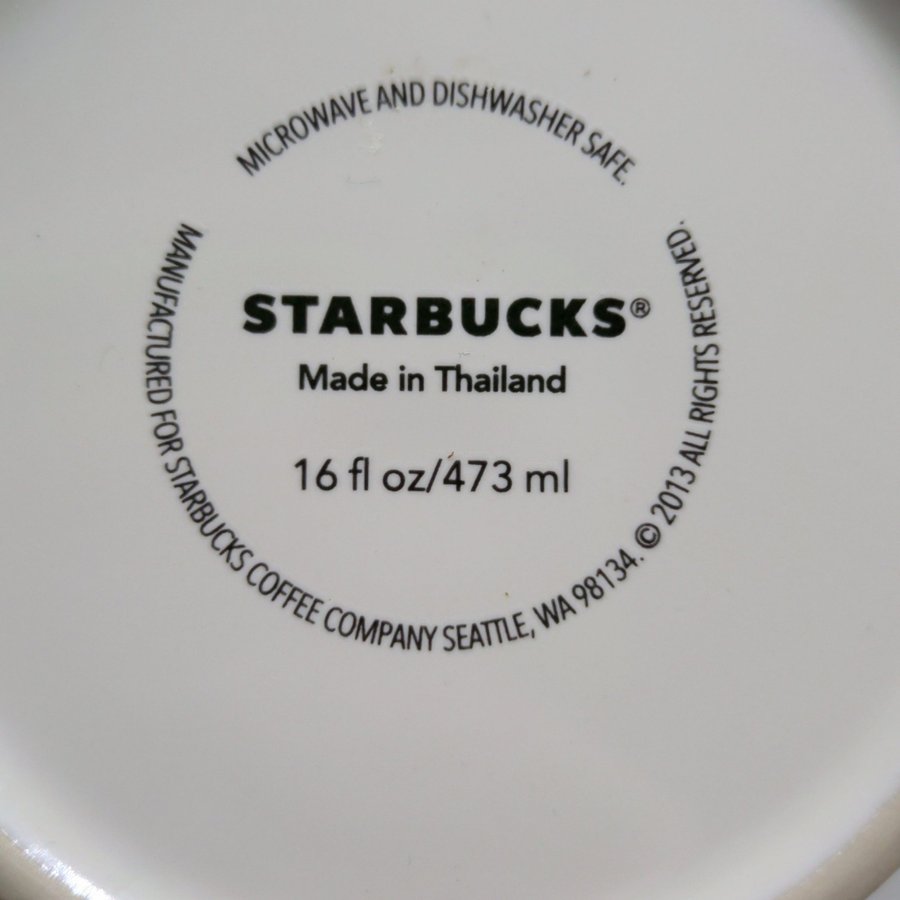 MICROWAVE AND DISHWASHER SAFE.
STARBUCKS®
Made in Thailand
16 fl oz/473 ml
MANUFACTURED FOR STARBUCKS COFFEE COMPANY SEATTLE, WA 98134. © 2013 ALL RIGHTS RESERVED.